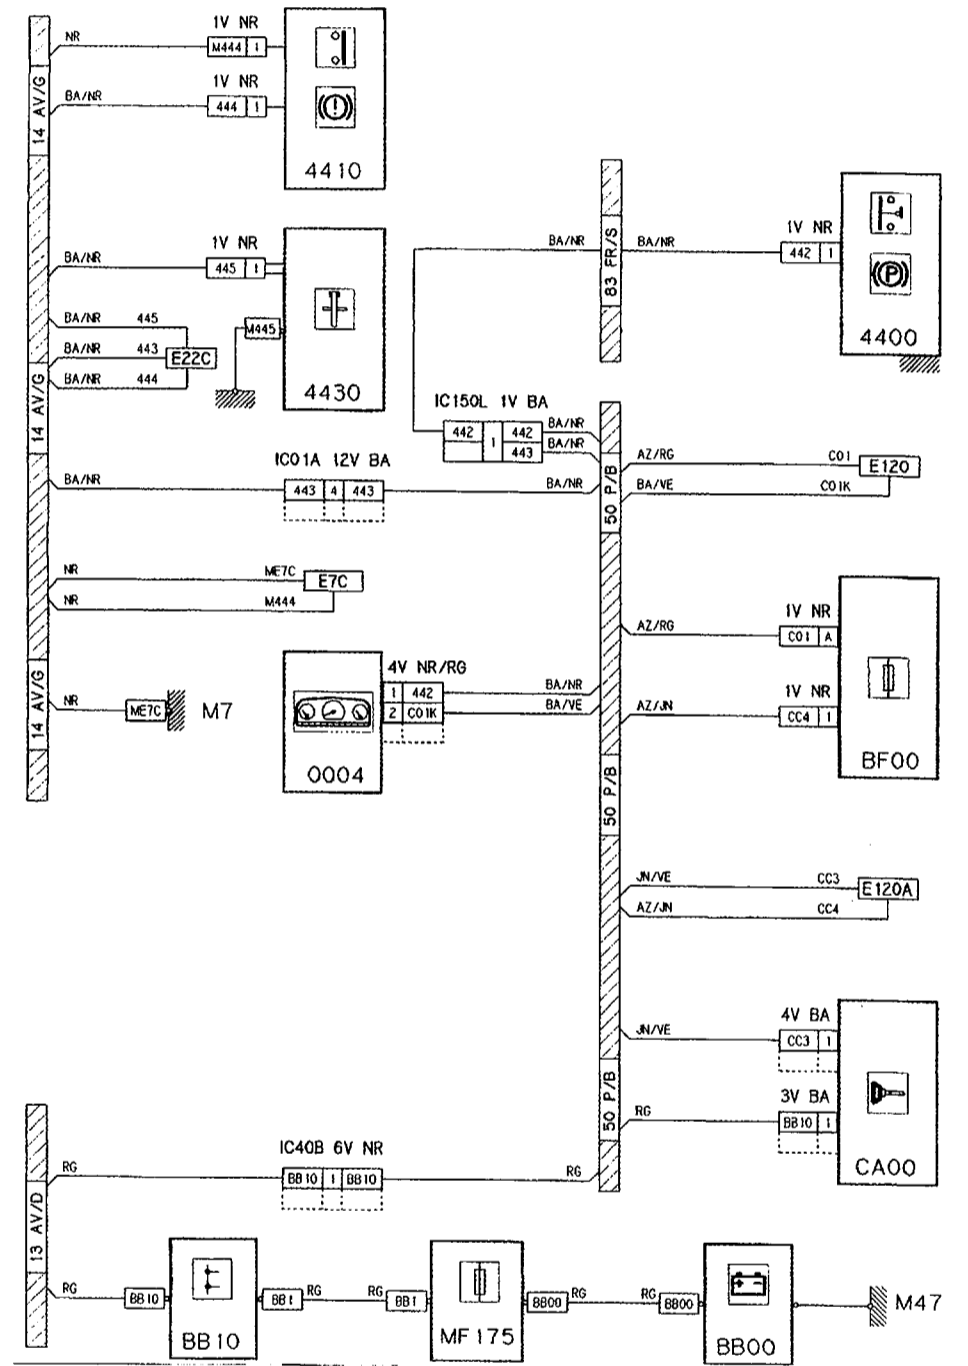 1V NR
NR
M444 1
1V NR
BA/NR
444 1
14 AV/G
4410
1V NR
BA/NR
445 1
BA/NR 445
BA/NR 443
E22C
BA/NR 444
M445
14 AV/G
4430
83 FR/S
BA/NR
BA/NR
1V NR
442 1
P
4400
IC150L 1V BA
442 1 442
443
BA/NR
BA/NR
IC01A 12V BA
BA/NR
443 4 443
BA/NR
50 P/B
AZ/RG C01
E120
BA/VE C01K
NR ME7C
E7C
NR M444
14 AV/G
NR
ME7C
M7
4V NR/RG
1 442
2 C01K
BA/NR
BA/VE
0004
AZ/RG
1V NR
C01 A
AZ/JN
1V NR
CC4 1
BF00
50 P/B
JN/VE CC3
E120A
AZ/JN CC4
JN/VE
4V BA
CC3 1
50 P/B
RG
3V BA
BB10 1
CA00
13 AV/D
RG
IC40B 6V NR
BB10 1 BB10
RG
RG
BB10
BB10
BB1
RG RG
BB1
MF175
BB00
RG RG
BB00
BB00
M47